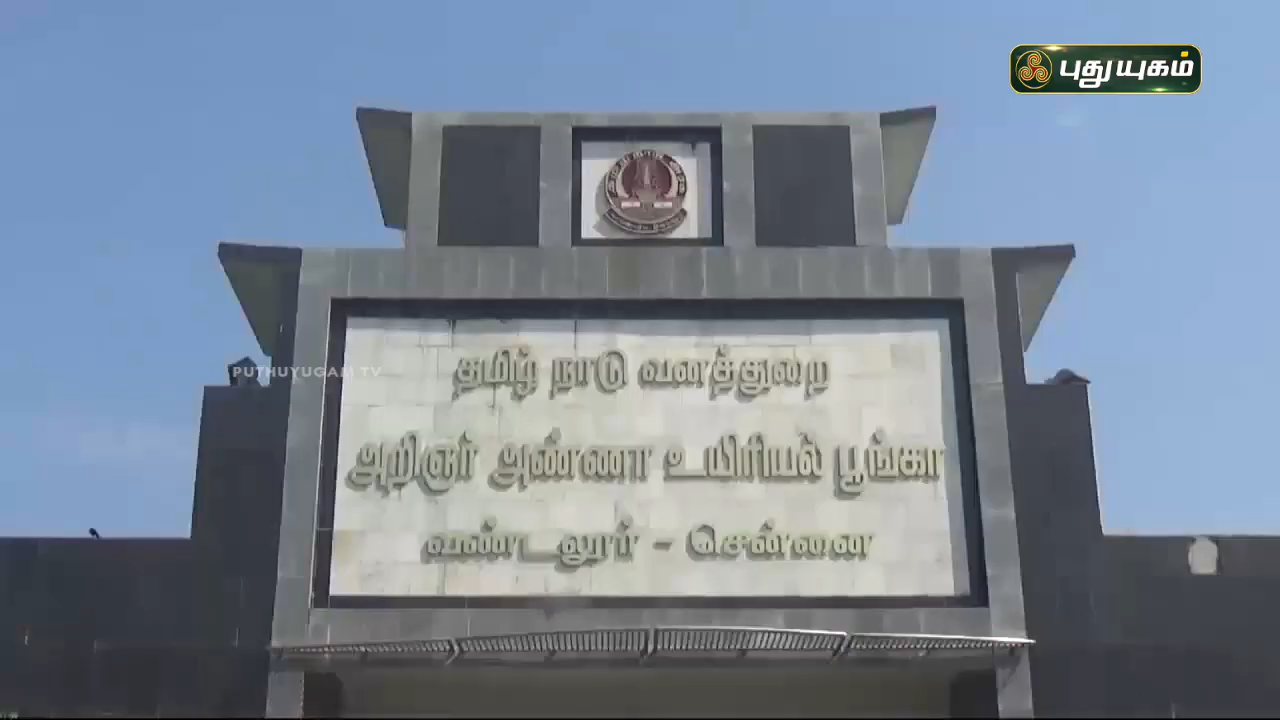 புதுயுகம்
PUTHUYUGAM TV
தமிழ் நாடு வனத்துறை
அறிஞர் அண்ணா உயிரியல் பூங்கா
வண்டலூர் - சென்னை